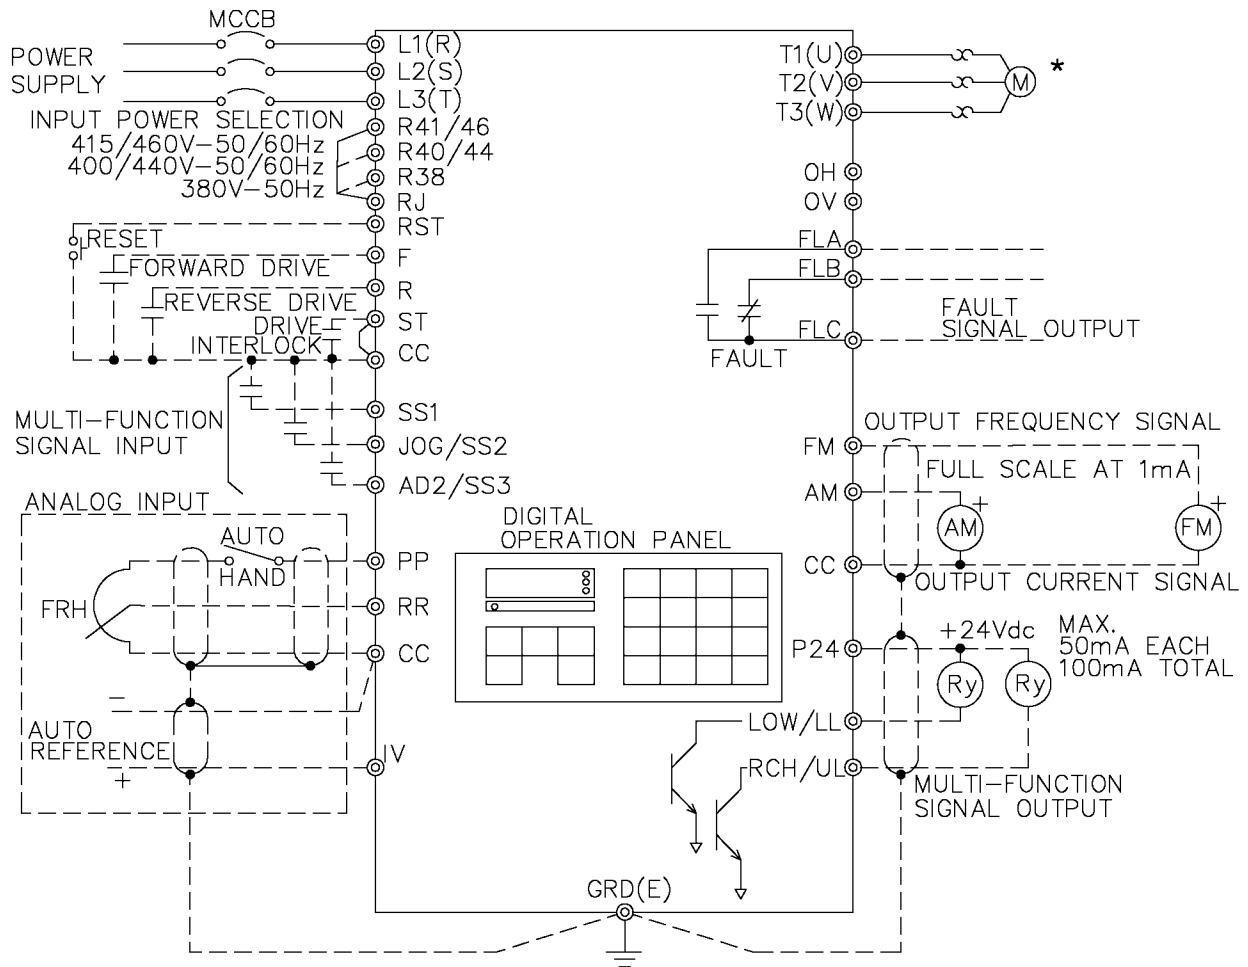 MCCB
POWER
SUPPLY
L1(R)
L2(S)
L3(T)
INPUT POWER SELECTION
415/460V-50/60Hz
400/440V-50/60Hz
380V-50Hz
R41/46
R40/44
R38
RJ
RST
RESET
F
FORWARD DRIVE
R
REVERSE DRIVE
DRIVE
INTERLOCK
ST
CC
MULTI-FUNCTION
SIGNAL INPUT
SS1
JOG/SS2
AD2/SS3
ANALOG INPUT
AUTO
HAND
FRH
PP
RR
CC
-
AUTO
REFERENCE
+
IV
DIGITAL
OPERATION PANEL
T1(U)
T2(V)
T3(W)
M
*
OH
OV
FLA
FLB
FLC
FAULT
FAULT
SIGNAL OUTPUT
OUTPUT FREQUENCY SIGNAL
FM
FULL SCALE AT 1mA
AM
+
AM
+
FM
CC
OUTPUT CURRENT SIGNAL
+24Vdc
MAX.
50mA EACH
100mA TOTAL
P24
Ry
Ry
LOW/LL
RCH/UL
MULTI-FUNCTION
SIGNAL OUTPUT
GRD(E)